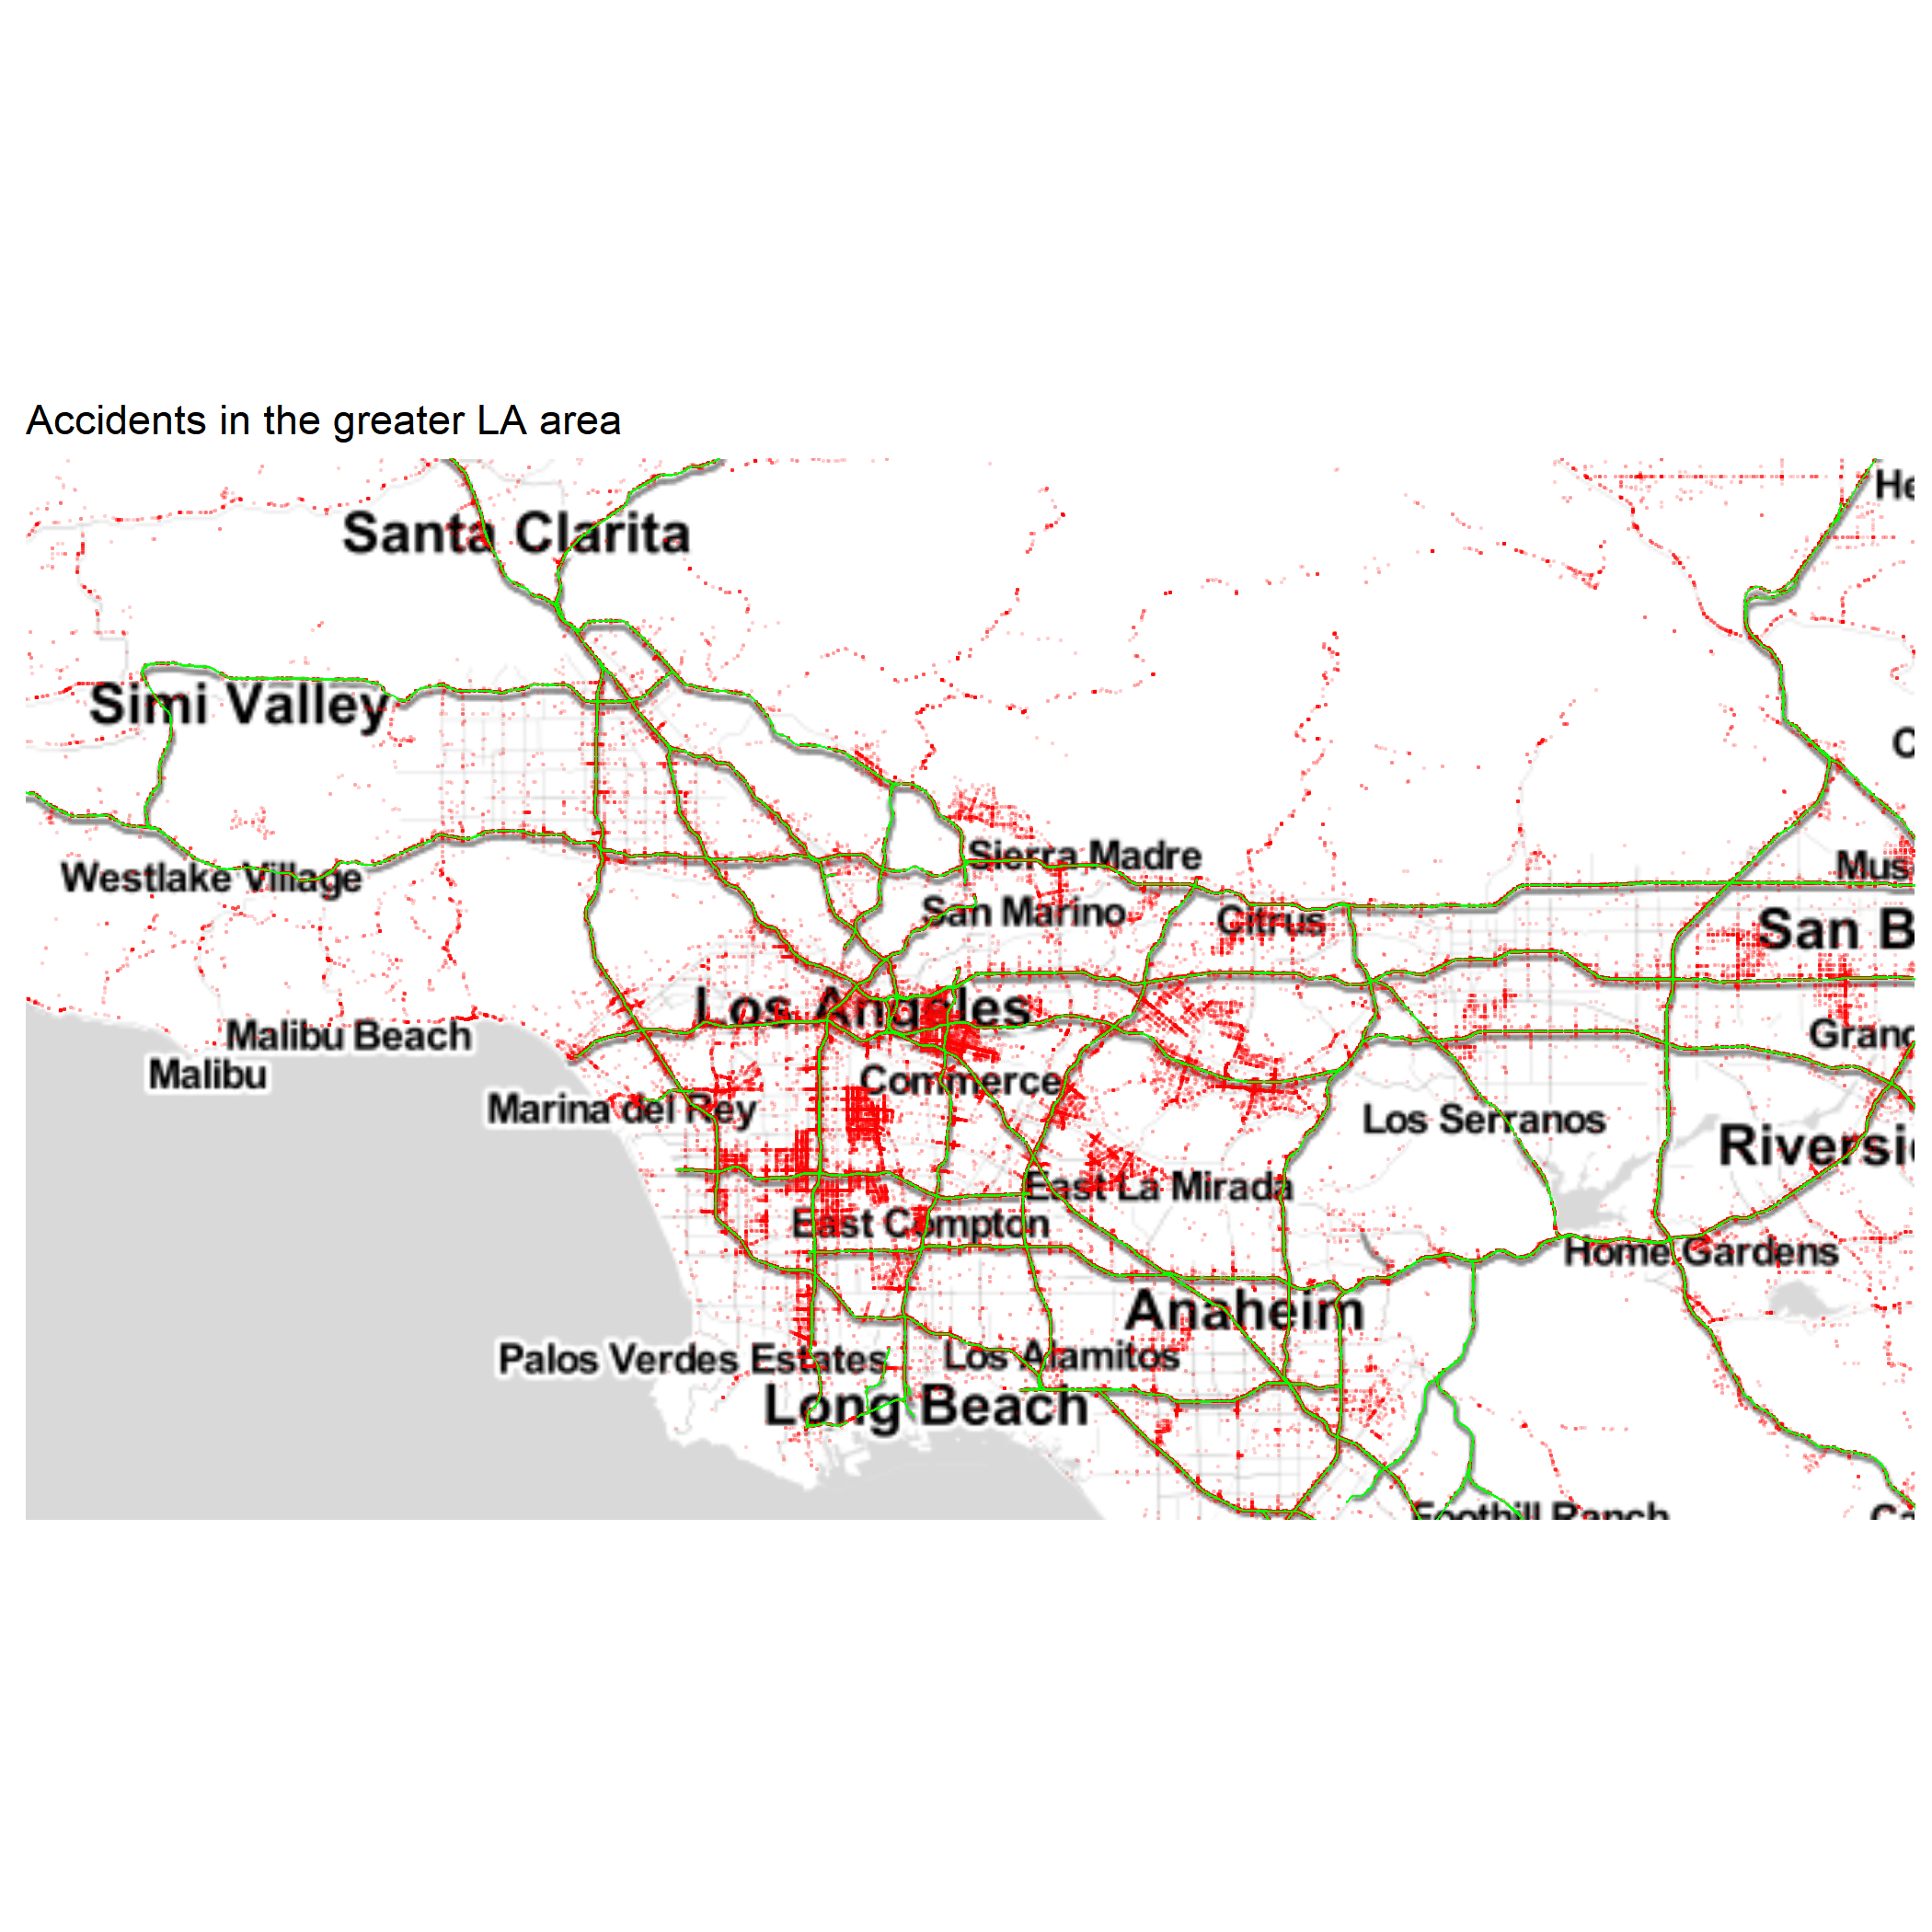 Accidents in the greater LA area
He
Santa Clarita
Simi Valley
C
Sierra Madre
Mus
Westlake Village
San Marino
Citrus
San B
Los Angeles
Malibu Beach
Grand
Malibu
Commerce
Marina del Rey
Los Serranos
Riversi
East La Mirada
East Compton
Home Gardens
Anaheim
Palos Verdes Estates
Los Alamitos
Long Beach
Foothill Ranch
Ca